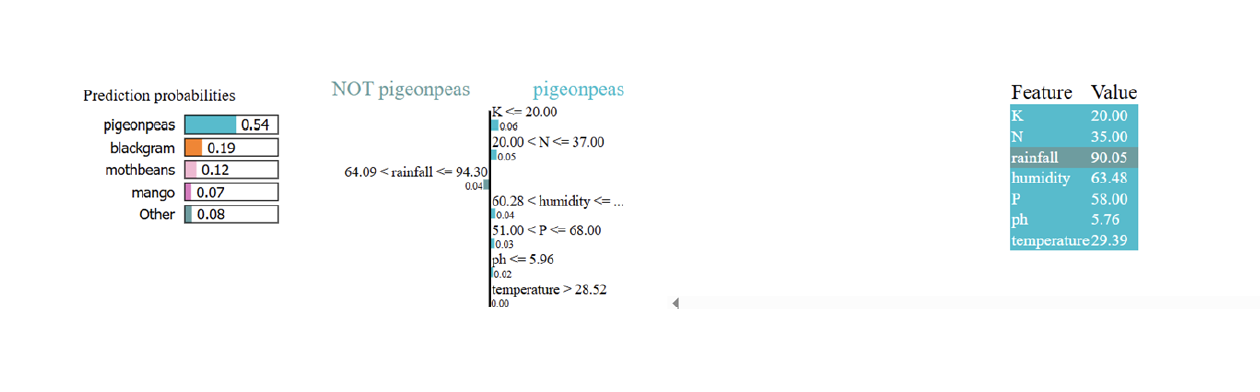 Prediction probabilities
pigeonpeas 0.54
blackgram 0.19
mothbeans 0.12
mango 0.07
Other 0.08
NOT pigeonpeas pigeonpeas
K <= 20.00
0.06
20.00 < N <= 37.00
0.05
64.09 < rainfall <= 94.30
0.04
60.28 < humidity <= ...
0.04
51.00 < P <= 68.00
0.03
ph <= 5.96
0.02
temperature > 28.52
0.00
Feature Value
K 20.00
N 35.00
rainfall 90.05
humidity 63.48
P 58.00
ph 5.76
temperature 29.39